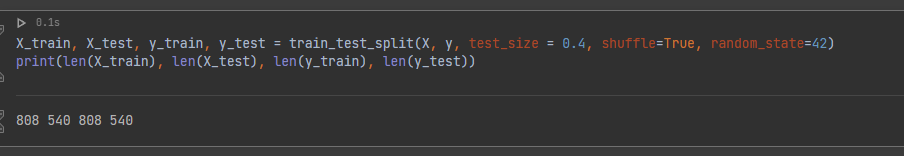 0.1s
X_train, X_test, y_train, y_test = train_test_split(X, y, test_size = 0.4, shuffle=True, random_state=42)
print(len(X_train), len(X_test), len(y_train), len(y_test))
808 540 808 540